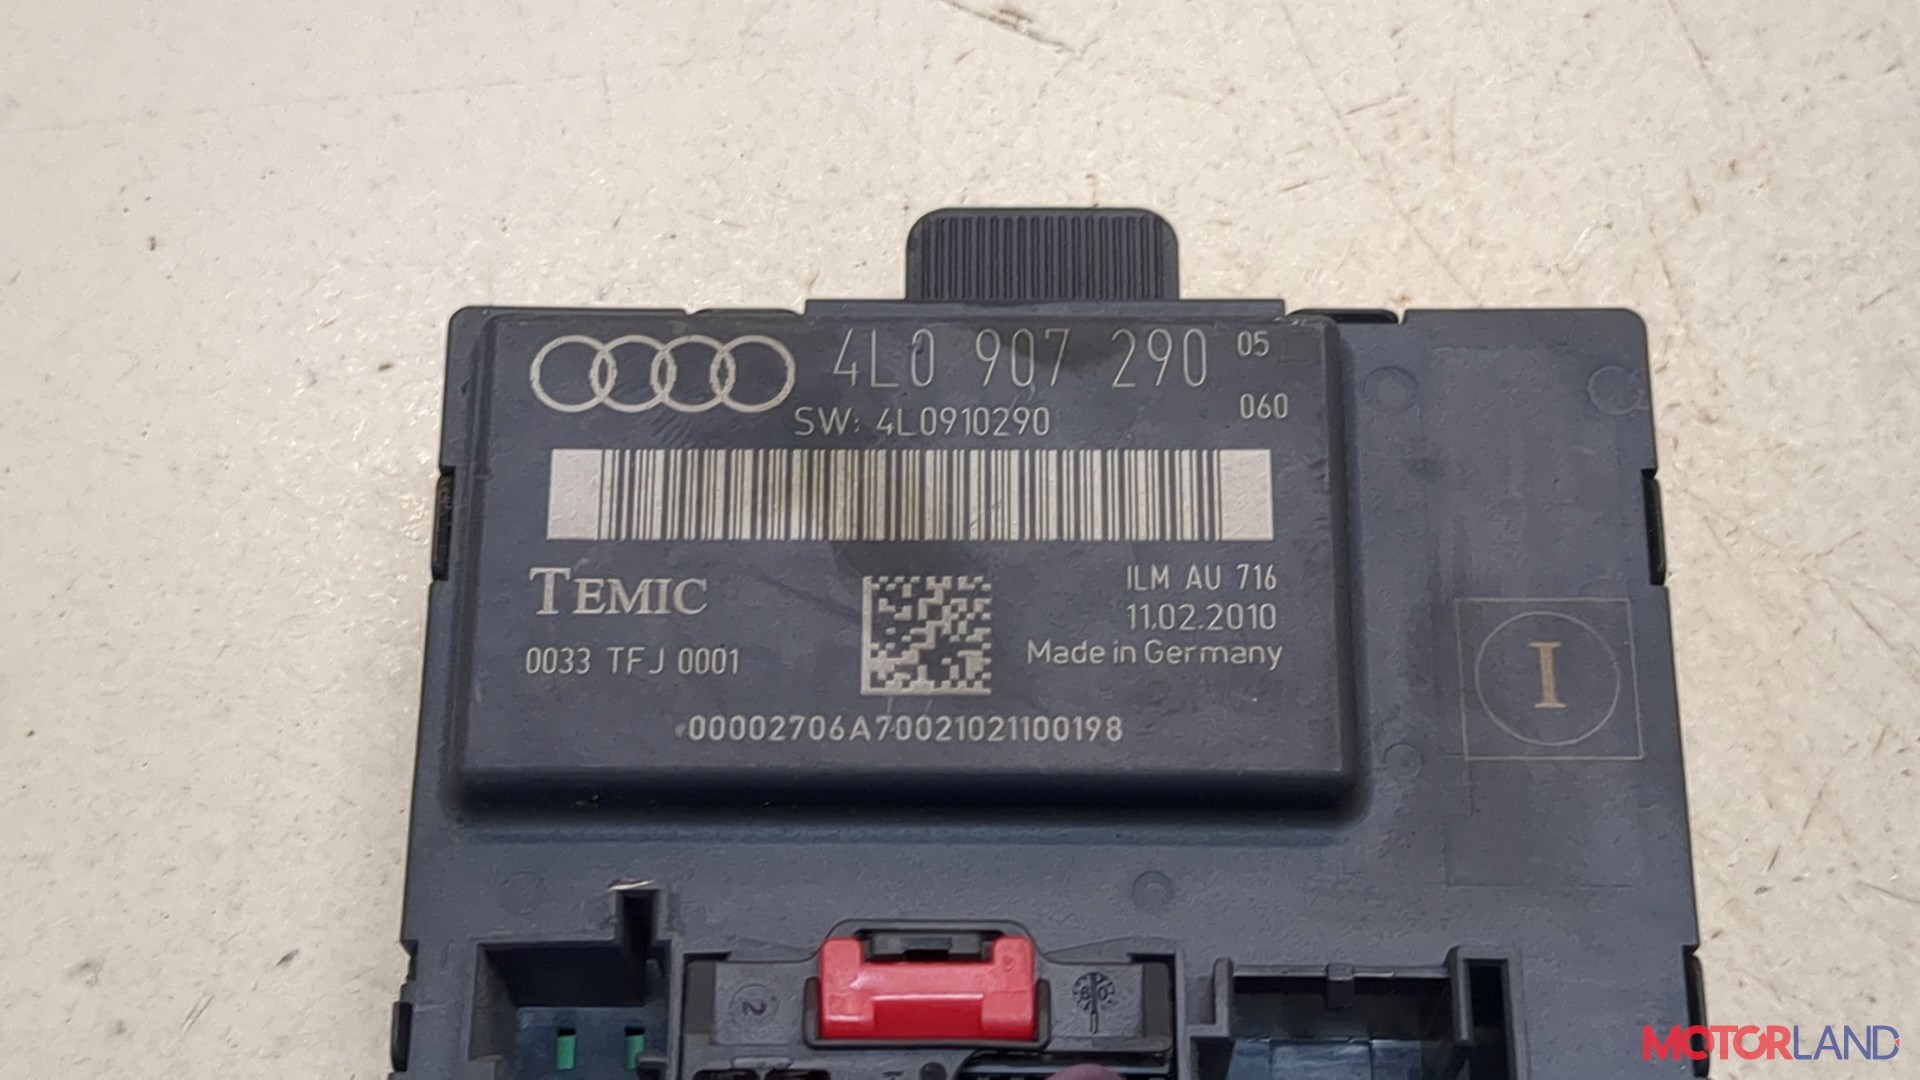 4L0 907 290 05
SW: 4L0910290 060
TEMIC
ILM AU 716
11.02.2010
0033 TFJ 0001
Made in Germany
00002706A70021021100198
I
2
MOTORLAND